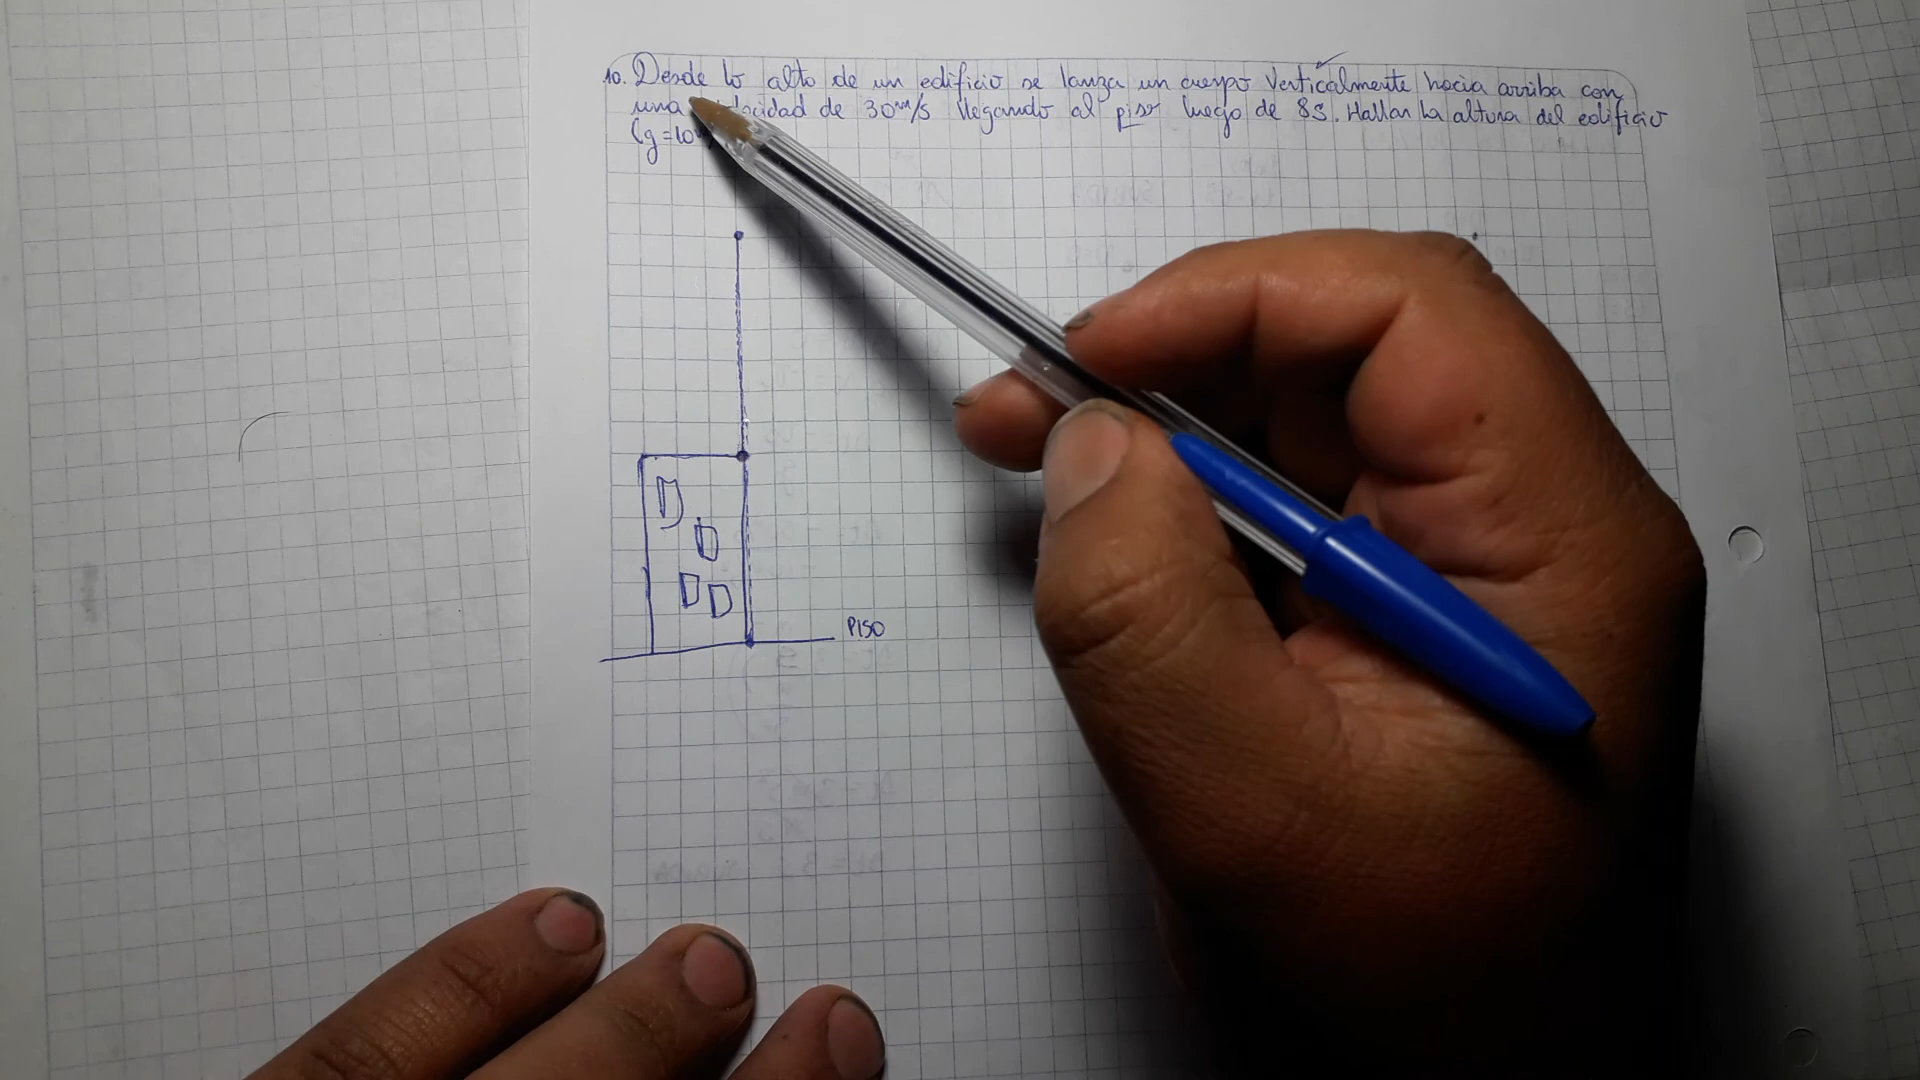 10. Desde lo alto de un edificio se lanza un cuerpo verticalmente hacia arriba con
una locidad de 30m/s llegando al piso luego de 8s. Hallar la altura del edificio
(g=10
PISO